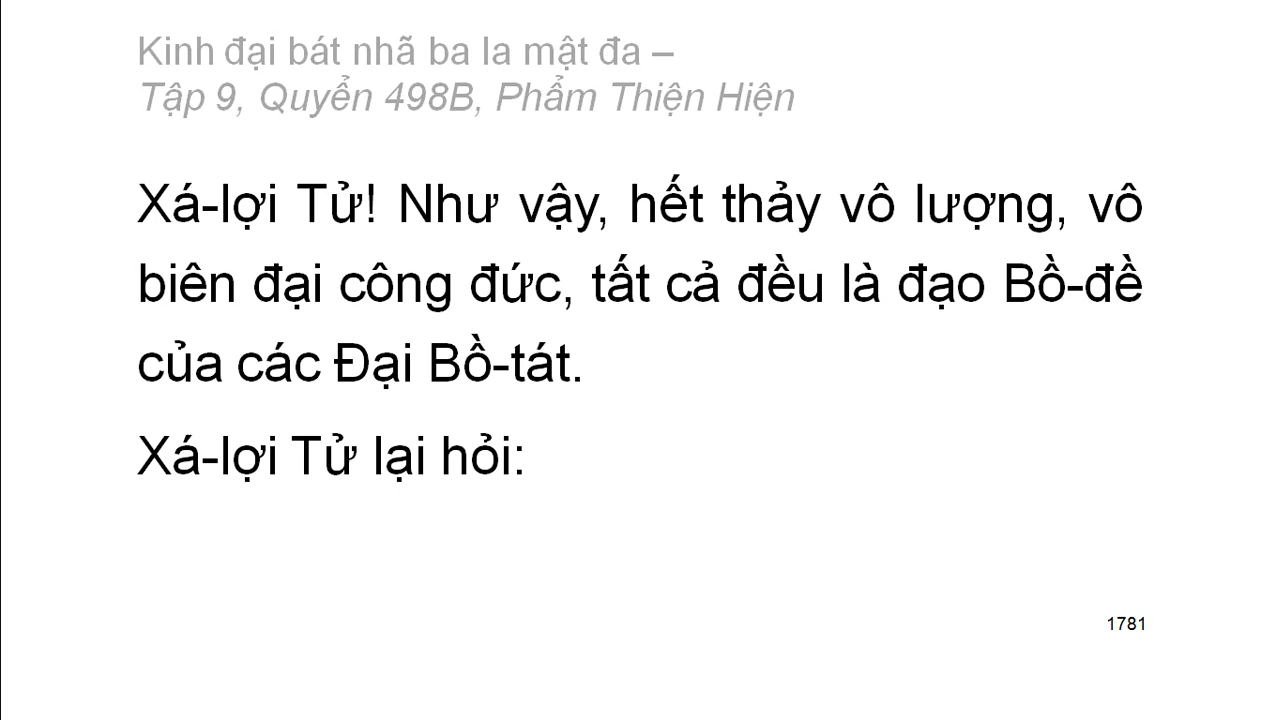 Kinh đại bát nhã ba la mật đa –
Tập 9, Quyển 498B, Phẩm Thiện Hiện
Xá-lợi Tử! Như vậy, hết thảy vô lượng, vô
biên đại công đức, tất cả đều là đạo Bồ-đề
của các Đại Bồ-tát.
Xá-lợi Tử lại hỏi:
1781